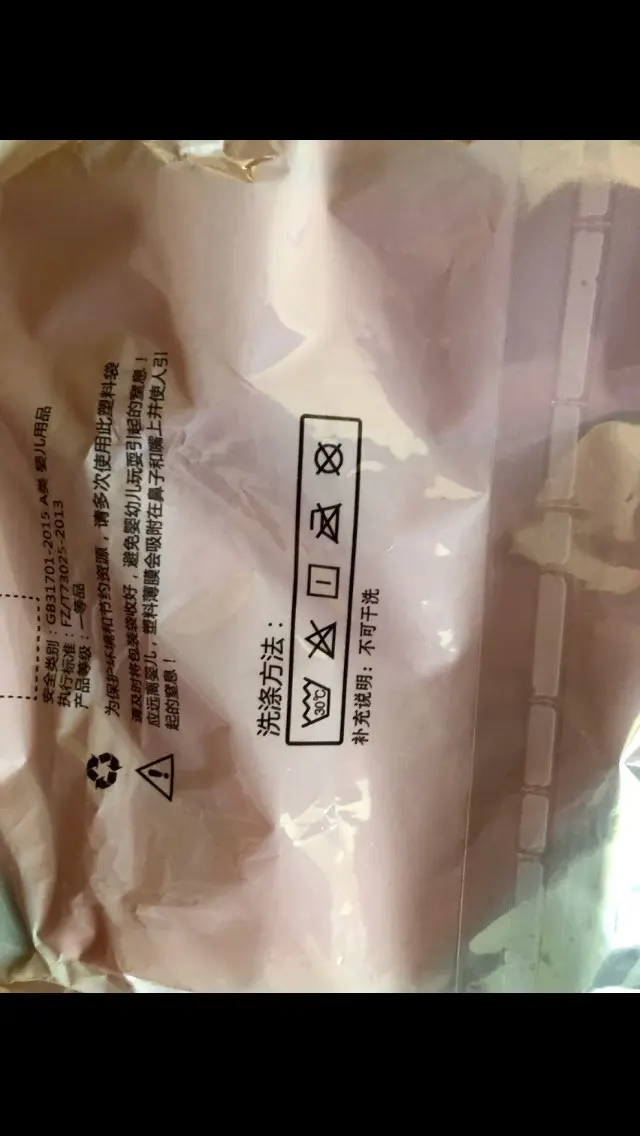 安全类别：GB31701-2015 A类 婴儿用品
执行标准：FZ/T73025-2013
产品等级：一等品
为保护环境和节约资源，请多次使用此塑料袋
请及时将包装袋收好，避免婴幼儿玩耍引起的窒息！
应远离婴儿，塑料薄膜会吸附在鼻子和嘴上并使人引
起的窒息！
洗涤方法：
30℃
补充说明：不可干洗